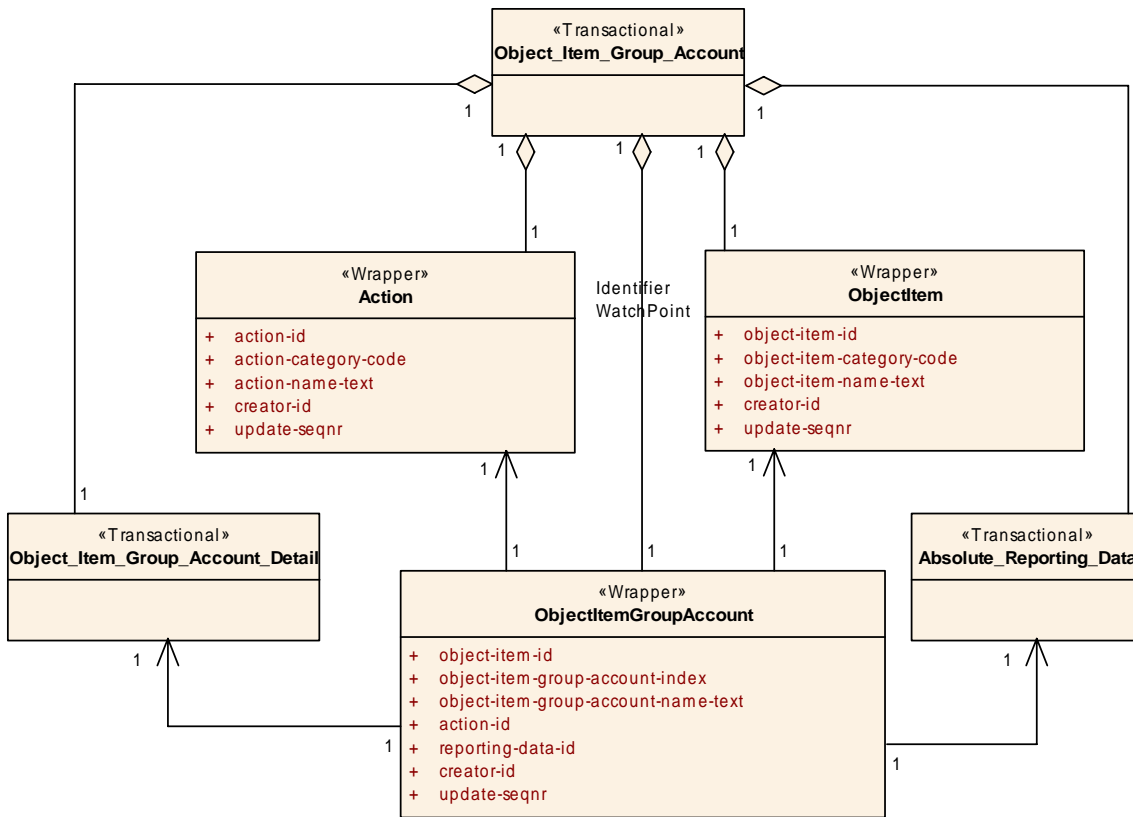 «Transactional»
Object_Item_Group_Account
1
1
1
1
1
1
1
«Wrapper»
Action
+ action-id
+ action-category-code
+ action-name-text
+ creator-id
+ update-seqnr
Identifier
WatchPoint
«Wrapper»
ObjectItem
+ object-item-id
+ object-item-category-code
+ object-item-name-text
+ creator-id
+ update-seqnr
1
1
1
1
«Transactional»
Object_Item_Group_Account_Detail
«Transactional»
Absolute_Reporting_Data
1
1
1
«Wrapper»
ObjectItemGroupAccount
+ object-item-id
+ object-item-group-account-index
+ object-item-group-account-name-text
+ action-id
+ reporting-data-id
+ creator-id
+ update-seqnr
1
1
1
1